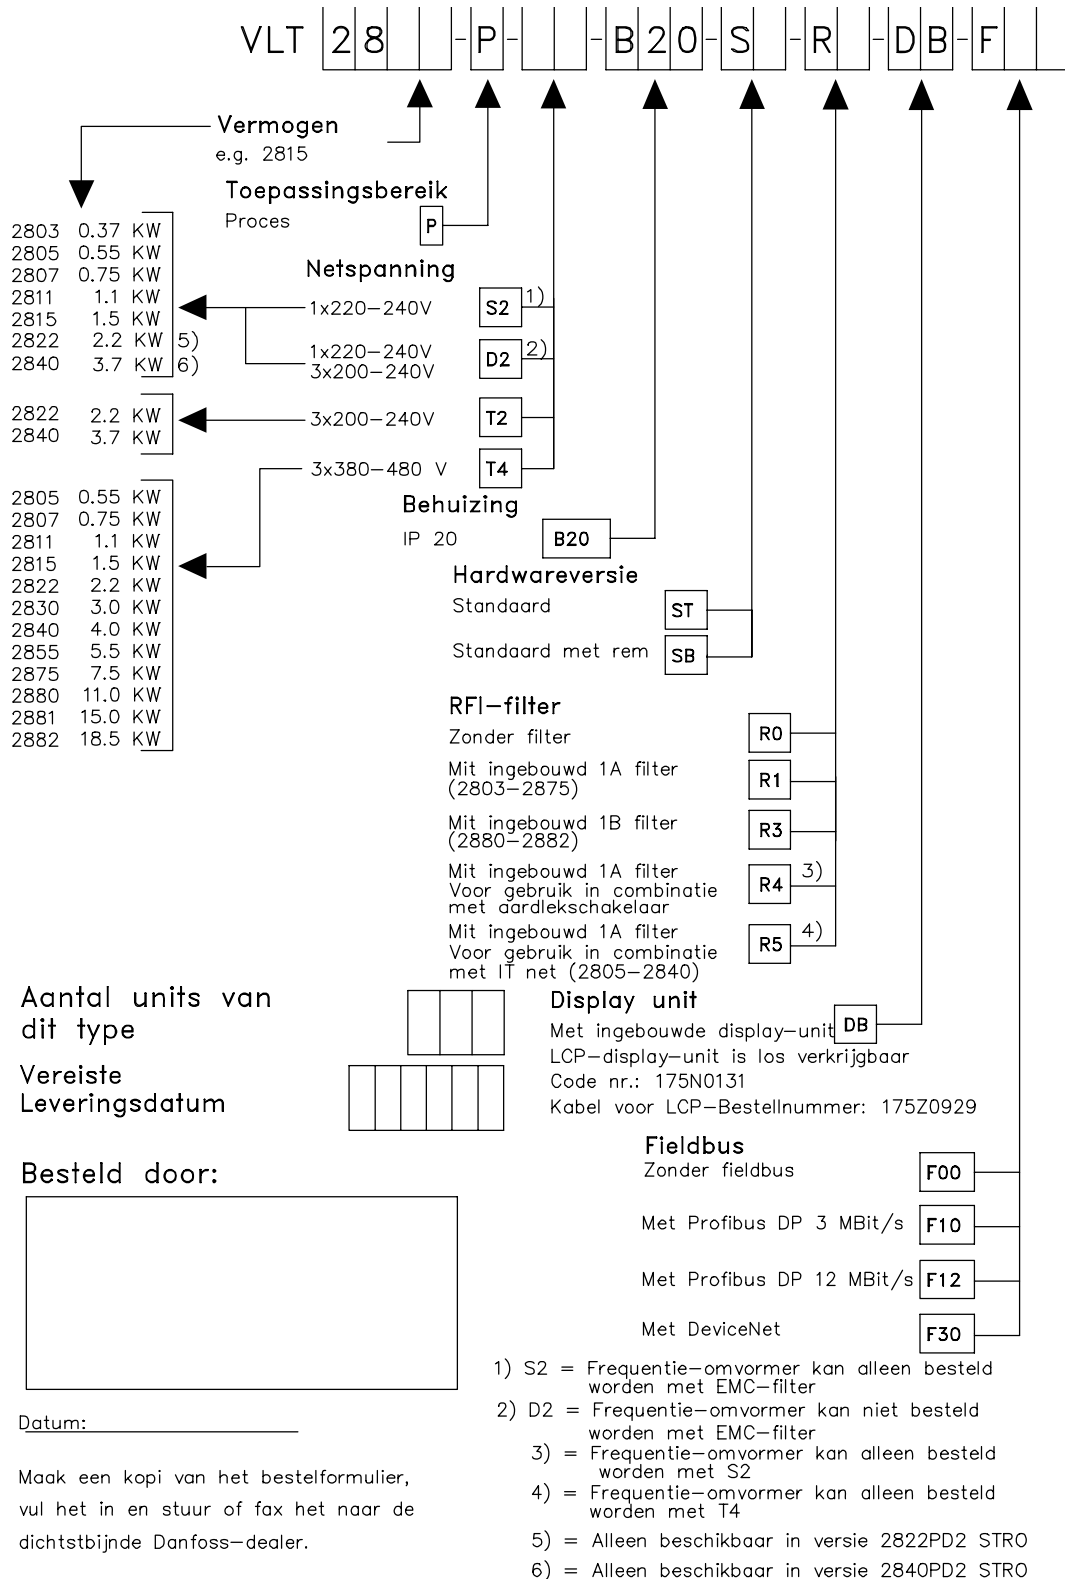 VLT 28 -P- -B20-S -R -DB-F
Vermogen
e.g. 2815
Toepassingsbereik
Proces P
2803 0.37 KW
2805 0.55 KW
2807 0.75 KW
2811 1.1 KW
2815 1.5 KW
2822 2.2 KW 5)
2840 3.7 KW 6)
Netspanning
1x220-240V S2 1)
1x220-240V
3x200-240V D2 2)
2822 2.2 KW
2840 3.7 KW
3x200-240V T2
3x380-480 V T4
2805 0.55 KW
2807 0.75 KW
2811 1.1 KW
2815 1.5 KW
2822 2.2 KW
2830 3.0 KW
2840 4.0 KW
2855 5.5 KW
2875 7.5 KW
2880 11.0 KW
2881 15.0 KW
2882 18.5 KW
Behuizing
IP 20 B20
Hardwareversie
Standaard ST
Standaard met rem SB
RFI-filter
Zonder filter R0
Mit ingebouwd 1A filter
(2803-2875) R1
Mit ingebouwd 1B filter
(2880-2882) R3
Mit ingebouwd 1A filter
Voor gebruik in combinatie
met aardlekschakelaar R4 3)
Mit ingebouwd 1A filter
Voor gebruik in combinatie
met IT net (2805-2840) R5 4)
Aantal units van
dit type
Vereiste
Leveringsdatum
Display unit
Met ingebouwde display-unit DB
LCP-display-unit is los verkrijgbaar
Code nr.: 175N0131
Kabel voor LCP-Bestellnummer: 175Z0929
Besteld door:
Fieldbus
Zonder fieldbus F00
Met Profibus DP 3 MBit/s F10
Met Profibus DP 12 MBit/s F12
Met DeviceNet F30
Datum:
Maak een kopi van het bestelformulier,
vul het in en stuur of fax het naar de
dichtstbijnde Danfoss-dealer.
1) S2 = Frequentie-omvormer kan alleen besteld
worden met EMC-filter
2) D2 = Frequentie-omvormer kan niet besteld
worden met EMC-filter
3) = Frequentie-omvormer kan alleen besteld
worden met S2
4) = Frequentie-omvormer kan alleen besteld
worden met T4
5) = Alleen beschikbaar in versie 2822PD2 STR0
6) = Alleen beschikbaar in versie 2840PD2 STR0